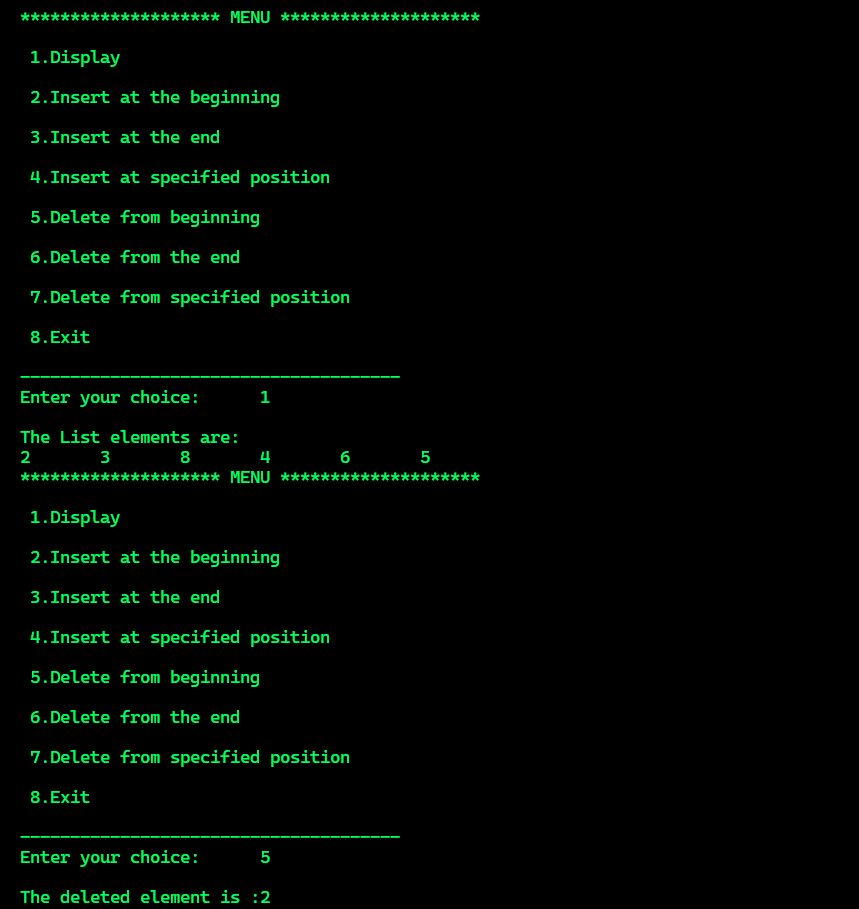 ******************** MENU ********************
1.Display
2.Insert at the beginning
3.Insert at the end
4.Insert at specified position
5.Delete from beginning
6.Delete from the end
7.Delete from specified position
8.Exit
______________________________________
Enter your choice:      1
The List elements are:
2       3       8       4       6       5
******************** MENU ********************
1.Display
2.Insert at the beginning
3.Insert at the end
4.Insert at specified position
5.Delete from beginning
6.Delete from the end
7.Delete from specified position
8.Exit
______________________________________
Enter your choice:      5
The deleted element is :2